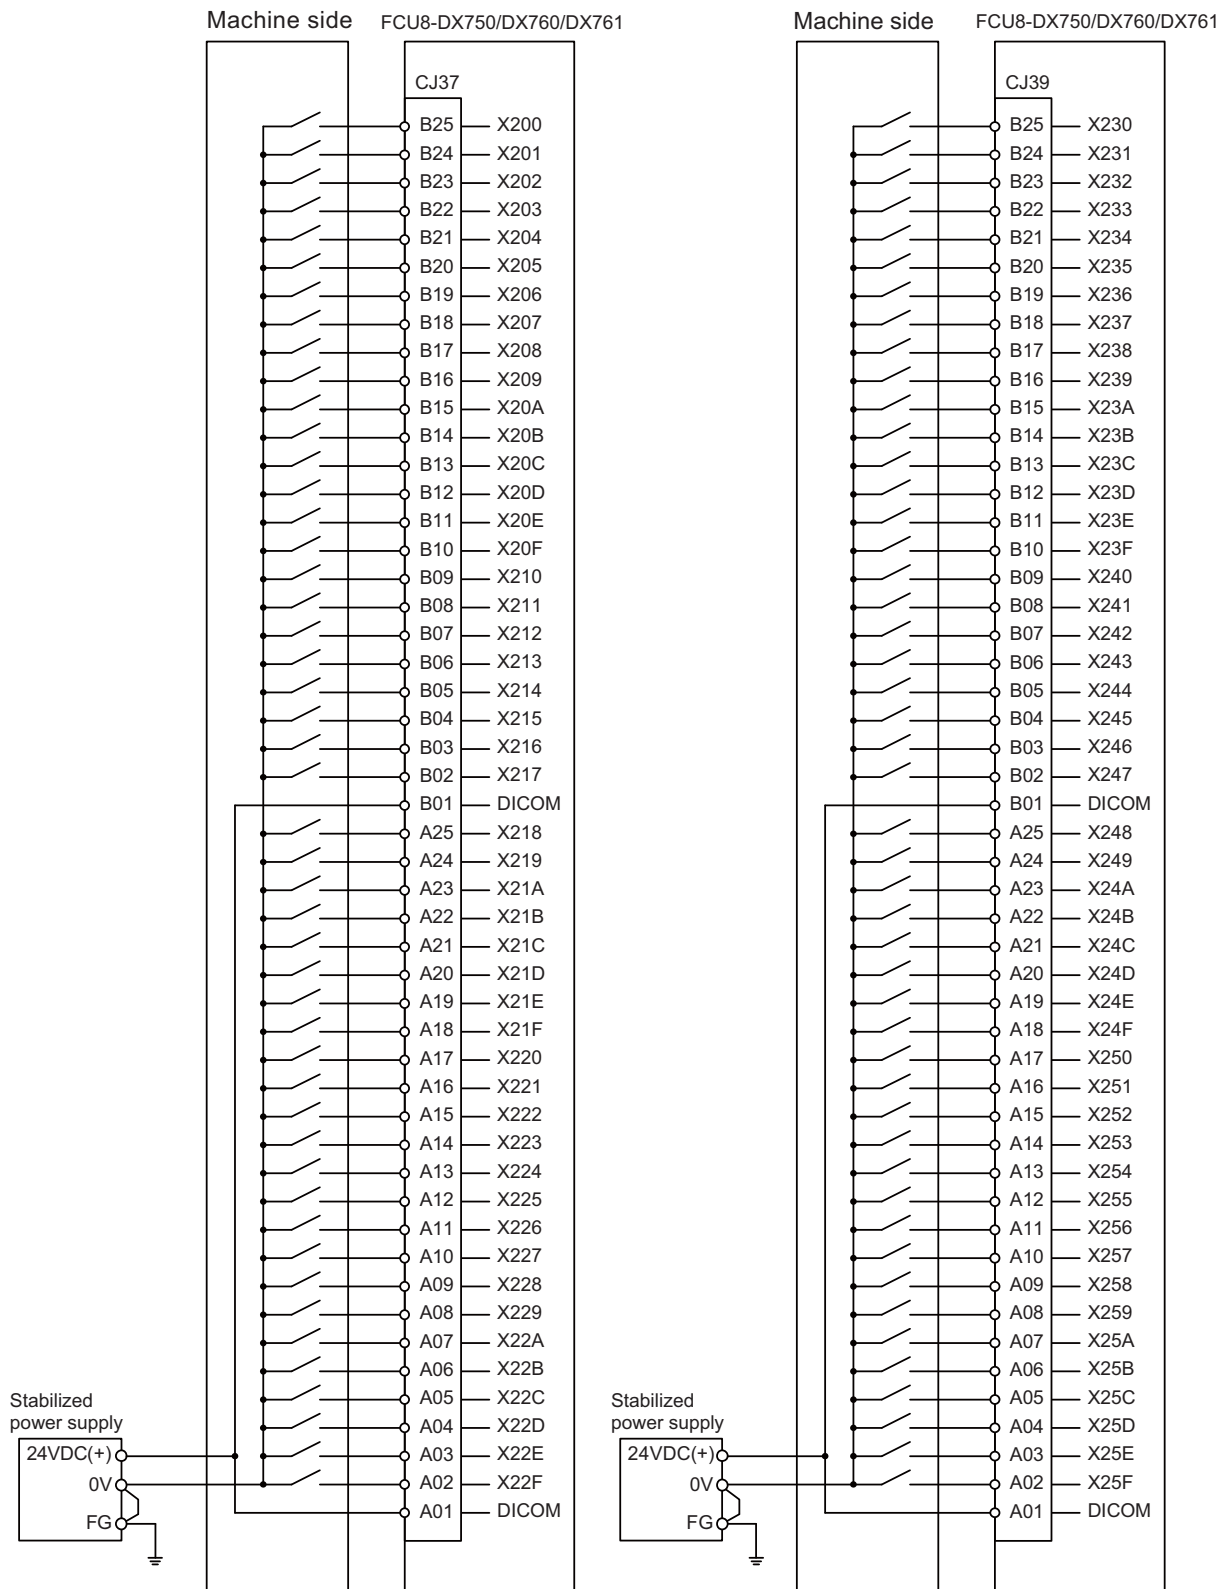 Machine side FCU8-DX750/DX760/DX761
CJ37
B25 X200
B24 X201
B23 X202
B22 X203
B21 X204
B20 X205
B19 X206
B18 X207
B17 X208
B16 X209
B15 X20A
B14 X20B
B13 X20C
B12 X20D
B11 X20E
B10 X20F
B09 X210
B08 X211
B07 X212
B06 X213
B05 X214
B04 X215
B03 X216
B02 X217
B01 DICOM
A25 X218
A24 X219
A23 X21A
A22 X21B
A21 X21C
A20 X21D
A19 X21E
A18 X21F
A17 X220
A16 X221
A15 X222
A14 X223
A13 X224
A12 X225
A11 X226
A10 X227
A09 X228
A08 X229
A07 X22A
A06 X22B
A05 X22C
A04 X22D
A03 X22E
A02 X22F
A01 DICOM
Stabilized
power supply
24VDC(+)
0V
FG
Machine side FCU8-DX750/DX760/DX761
CJ39
B25 X230
B24 X231
B23 X232
B22 X233
B21 X234
B20 X235
B19 X236
B18 X237
B17 X238
B16 X239
B15 X23A
B14 X23B
B13 X23C
B12 X23D
B11 X23E
B10 X23F
B09 X240
B08 X241
B07 X242
B06 X243
B05 X244
B04 X245
B03 X246
B02 X247
B01 DICOM
A25 X248
A24 X249
A23 X24A
A22 X24B
A21 X24C
A20 X24D
A19 X24E
A18 X24F
A17 X250
A16 X251
A15 X252
A14 X253
A13 X254
A12 X255
A11 X256
A10 X257
A09 X258
A08 X259
A07 X25A
A06 X25B
A05 X25C
A04 X25D
A03 X25E
A02 X25F
A01 DICOM
Stabilized
power supply
24VDC(+)
0V
FG